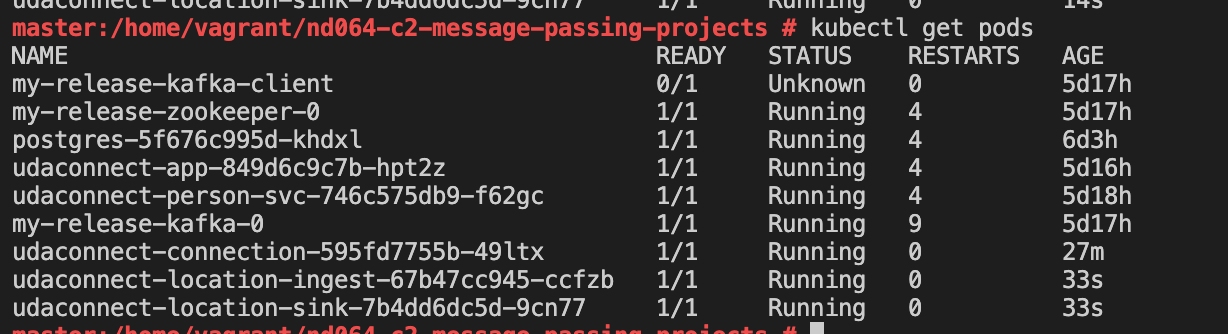 udaconnect-location-sink-7b4dd6dc5d-9cn77 1/1 Running 0 14s
master:/home/vagrant/nd064-c2-message-passing-projects # kubectl get pods
NAME READY STATUS RESTARTS AGE
my-release-kafka-client 0/1 Unknown 0 5d17h
my-release-zookeeper-0 1/1 Running 4 5d17h
postgres-5f676c995d-khdxl 1/1 Running 4 6d3h
udaconnect-app-849d6c9c7b-hpt2z 1/1 Running 4 5d16h
udaconnect-person-svc-746c575db9-f62gc 1/1 Running 4 5d18h
my-release-kafka-0 1/1 Running 9 5d17h
udaconnect-connection-595fd7755b-49ltx 1/1 Running 0 27m
udaconnect-location-ingest-67b47cc945-ccfzb 1/1 Running 0 33s
udaconnect-location-sink-7b4dd6dc5d-9cn77 1/1 Running 0 33s
master:/home/vagrant/nd064-c2-message-passing-projects #